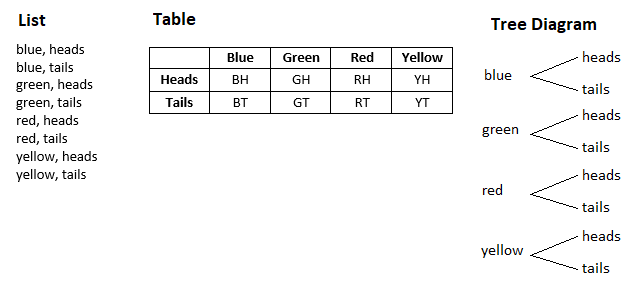 List
blue, heads
blue, tails
green, heads
green, tails
red, heads
red, tails
yellow, heads
yellow, tails
Table
Blue Green Red Yellow
Heads BH GH RH YH
Tails BT GT RT YT
Tree Diagram
blue
heads
tails
green
heads
tails
red
heads
tails
yellow
heads
tails